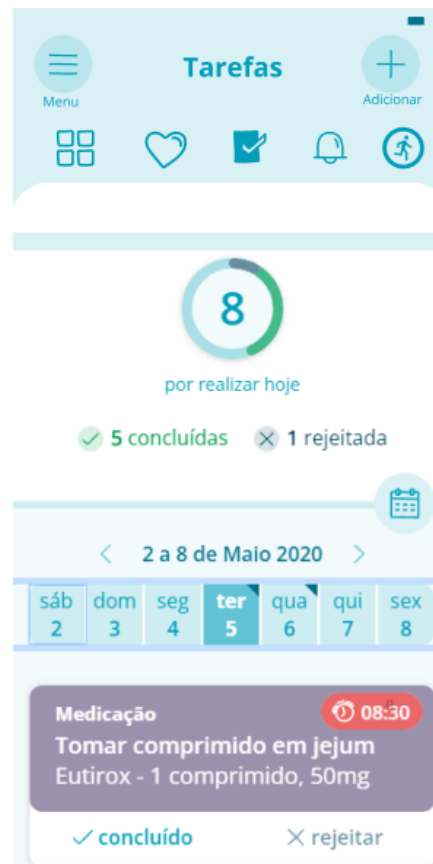 Tarefas
Menu
Adicionar
8
por realizar hoje
5 concluídas 1 rejeitada
2 a 8 de Maio 2020
sáb dom seg ter qua qui sex
2 3 4 5 6 7 8
Medicação 08:30
Tomar comprimido em jejum
Eutirox - 1 comprimido, 50mg
concluído rejeitar